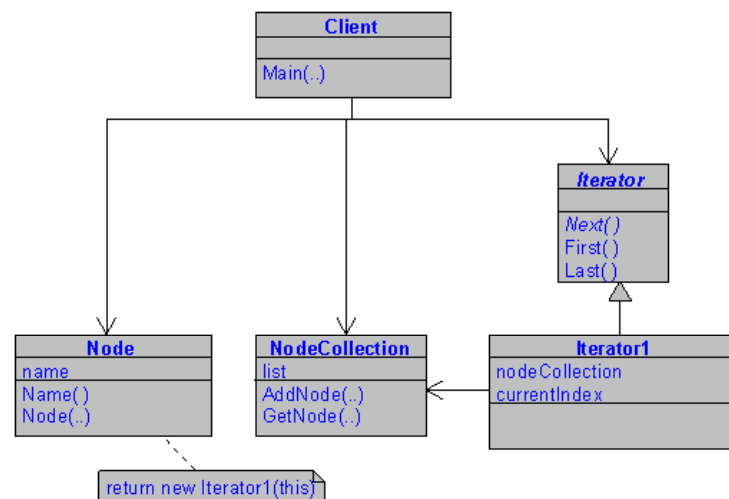 Client
Main(..)
Iterator
Next( )
First( )
Last( )
Node
name
Name( )
Node(..)
NodeCollection
list
AddNode(..)
GetNode(..)
Iterator1
nodeCollection
currentIndex
return new Iterator1(this)